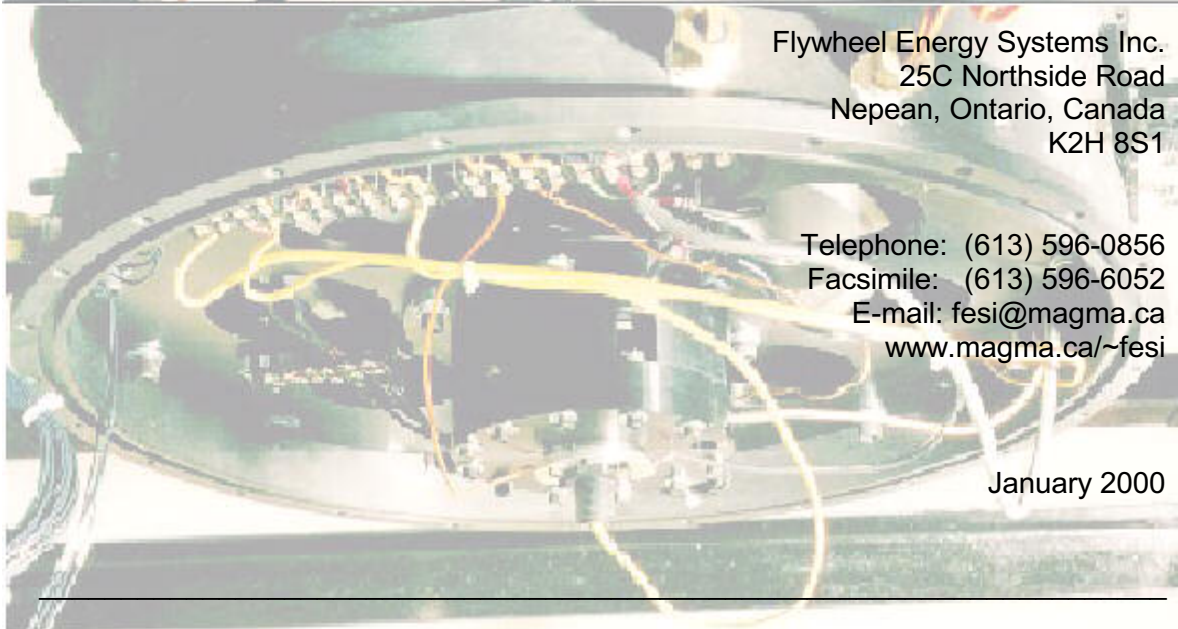 Flywheel Energy Systems Inc.
25C Northside Road
Nepean, Ontario, Canada
K2H 8S1
Telephone: (613) 596-0856
Facsimile: (613) 596-6052
E-mail: fesi@magma.ca
www.magma.ca/~fesi
January 2000